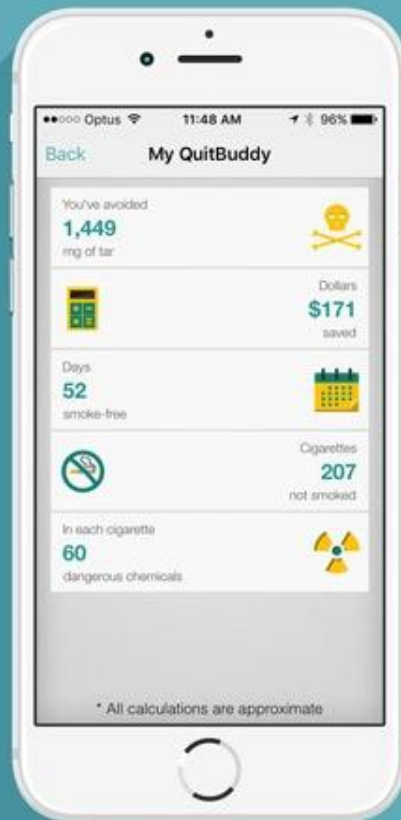 Optus 11:48 AM 96%
Back My QuitBuddy
You've avoided
1,449
mg of tar
Dollars
$171
saved
Days
52
smoke-free
Cigarettes
207
not smoked
In each cigarette
60
dangerous chemicals
* All calculations are approximate